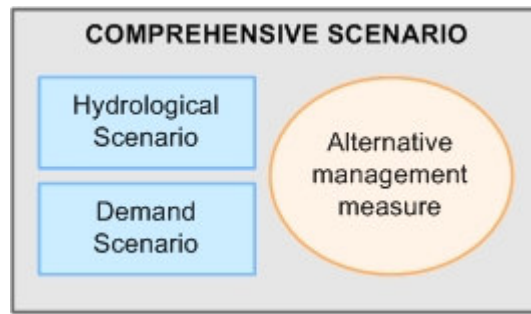 COMPREHENSIVE SCENARIO
Hydrological
Scenario
Demand
Scenario
Alternative
management
measure